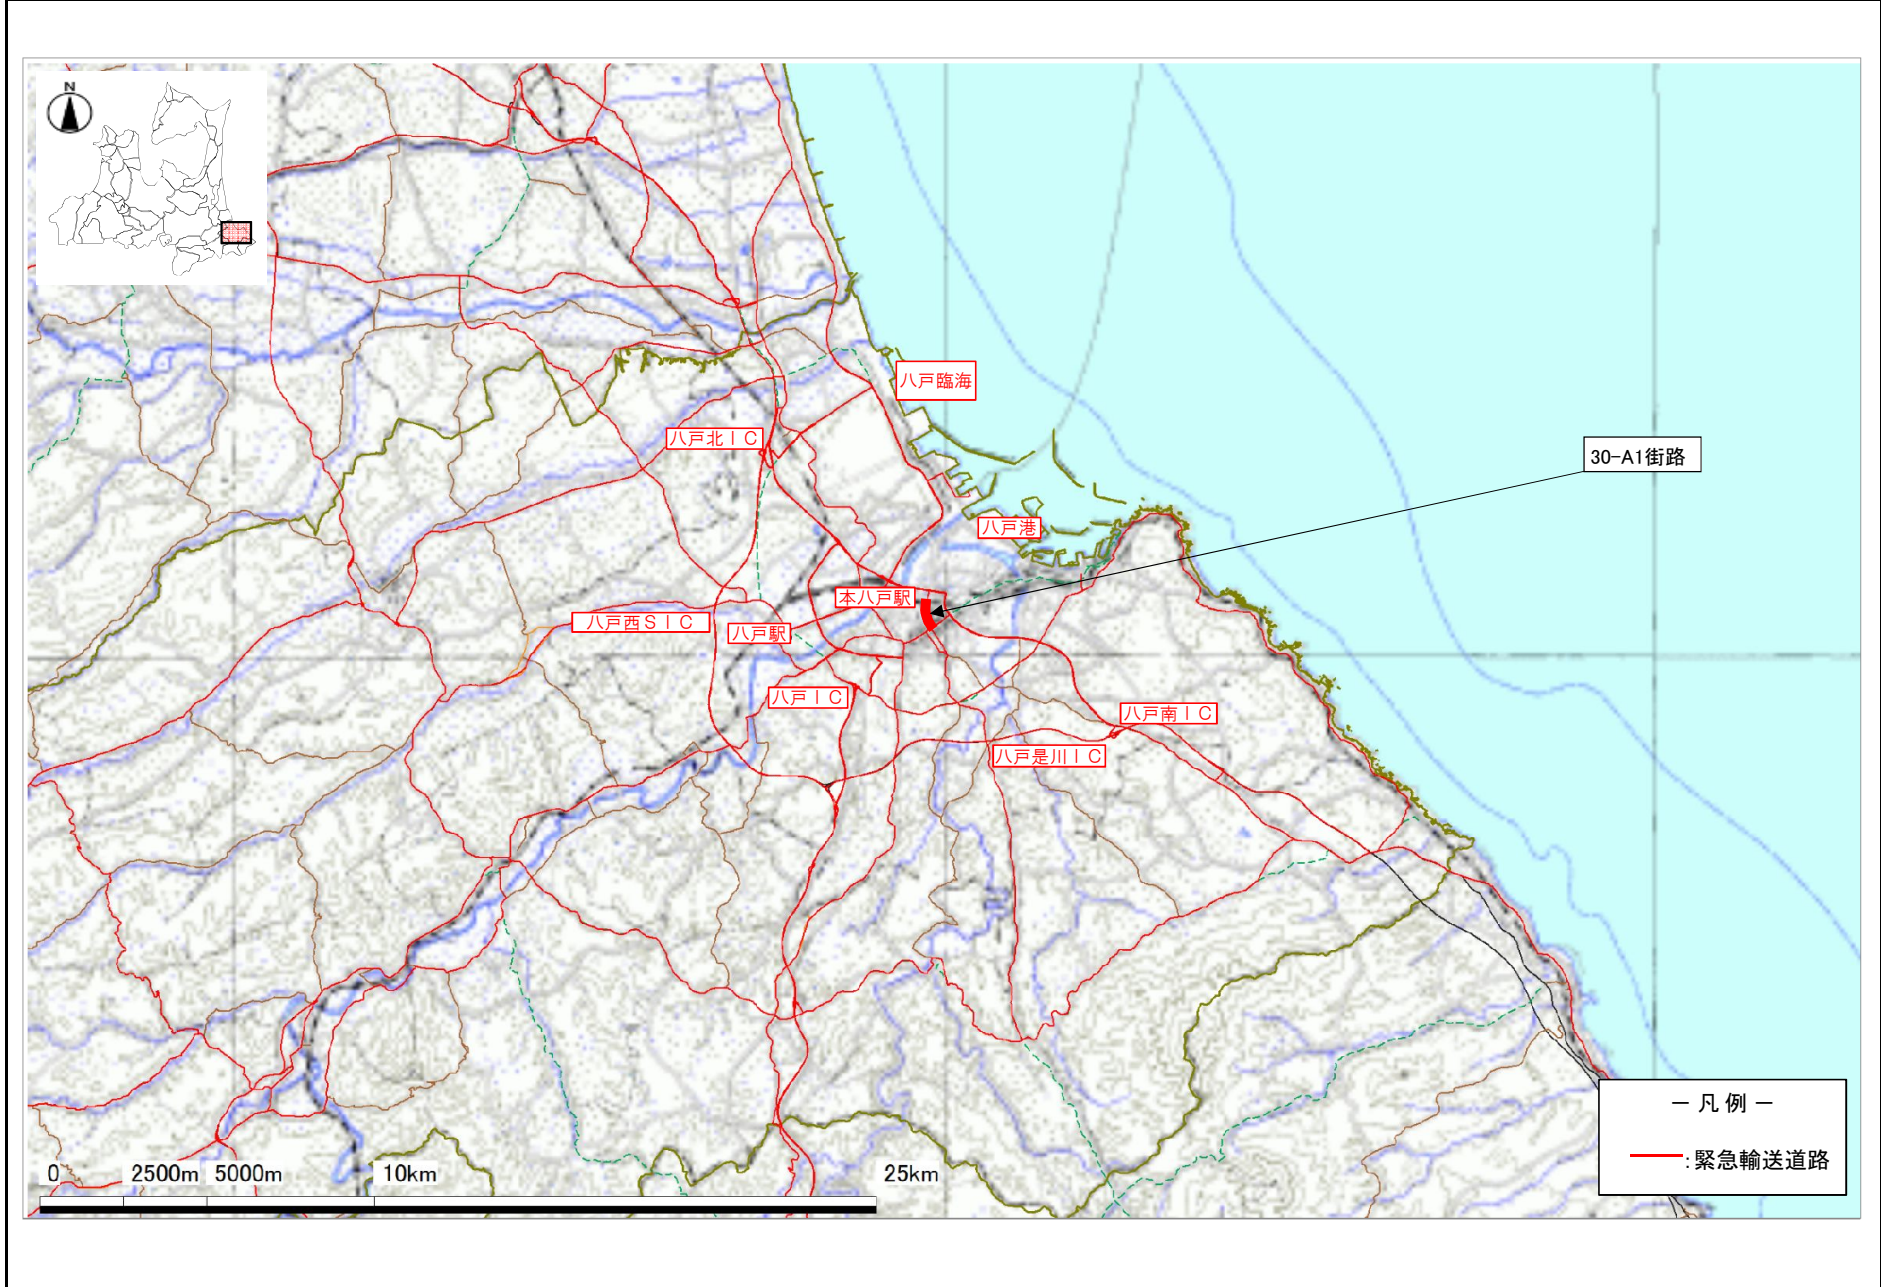 N
八戸臨海
八戸北ＩＣ
30-A1街路
八戸港
本八戸駅
八戸西ＳＩＣ
八戸駅
八戸ＩＣ
八戸南ＩＣ
八戸是川ＩＣ
－ 凡 例 －
：緊急輸送道路
0 2500m 5000m 10km 25km